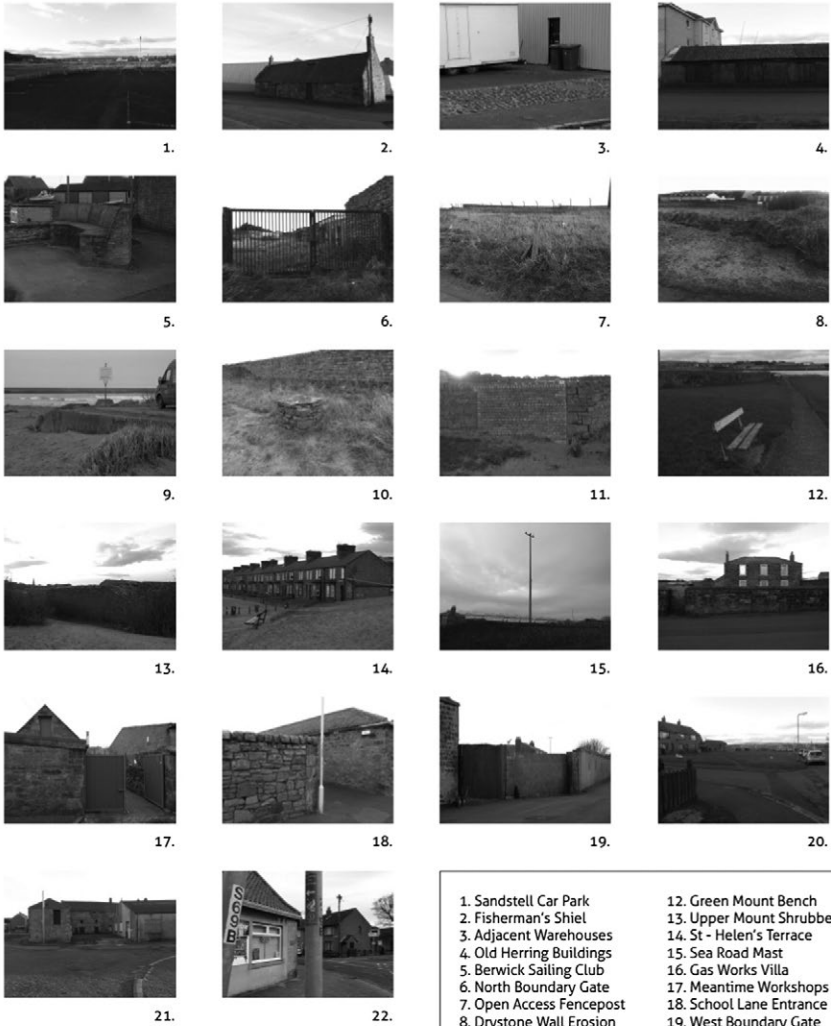 1.
2.
3.
4.
5.
6.
7.
8.
9.
10.
11.
12.
13.
14.
15.
16.
17.
18.
19.
20.
S69B
21.
22.
1. Sandstell Car Park
2. Fisherman's Shiel
3. Adjacent Warehouses
4. Old Herring Buildings
5. Berwick Sailing Club
6. North Boundary Gate
7. Open Access Fencepost
8. Drystone Wall Erosion
12. Green Mount Bench
13. Upper Mount Shrubbe
14. St - Helen's Terrace
15. Sea Road Mast
16. Gas Works Villa
17. Meantime Workshops
18. School Lane Entrance
19. West Boundary Gate